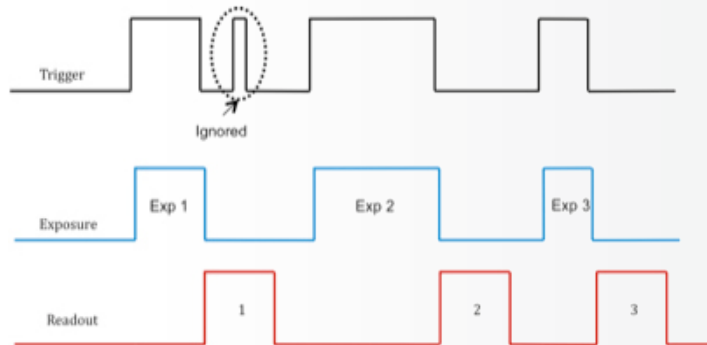 Trigger
Ignored
Exp 1
Exp 2
Exp 3
Exposure
1
2
3
Readout